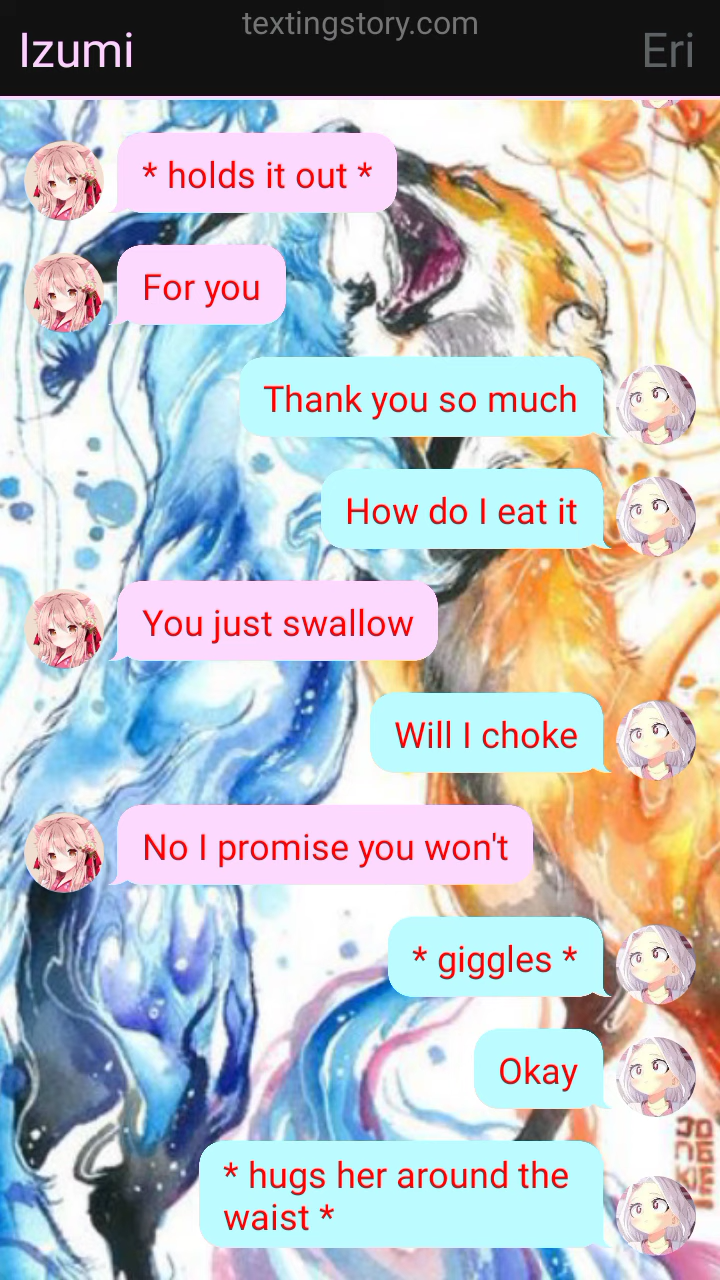 textingstory.com
Izumi
Eri
* holds it out *
For you
Thank you so much
How do I eat it
You just swallow
Will I choke
No I promise you won't
* giggles *
Okay
* hugs her around the
waist *